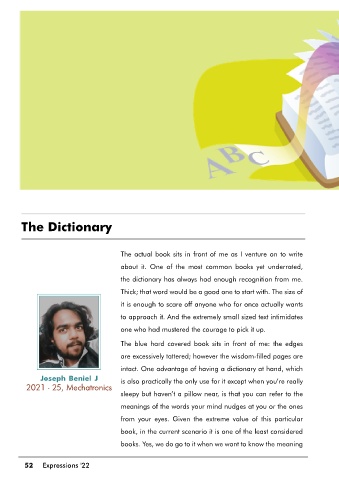 ABC
The Dictionary
The actual book sits in front of me as I venture on to write
about it. One of the most common books yet underrated,
the dictionary has always had enough recognition from me.
Thick; that word would be a good one to start with. The size of
it is enough to scare off anyone who for once actually wants
to approach it. And the extremely small sized text intimidates
one who had mustered the courage to pick it up.
The blue hard covered book sits in front of me: the edges
are excessively tattered; however the wisdom-filled pages are
intact. One advantage of having a dictionary at hand, which
is also practically the only use for it except when you're really
sleepy but haven't a pillow near, is that you can refer to the
meanings of the words your mind nudges at you or the ones
from your eyes. Given the extreme value of this particular
book, in the current scenario it is one of the least considered
books. Yes, we do go to it when we want to know the meaning
Joseph Beniel J
2021 - 25, Mechatronics
52 Expressions '22